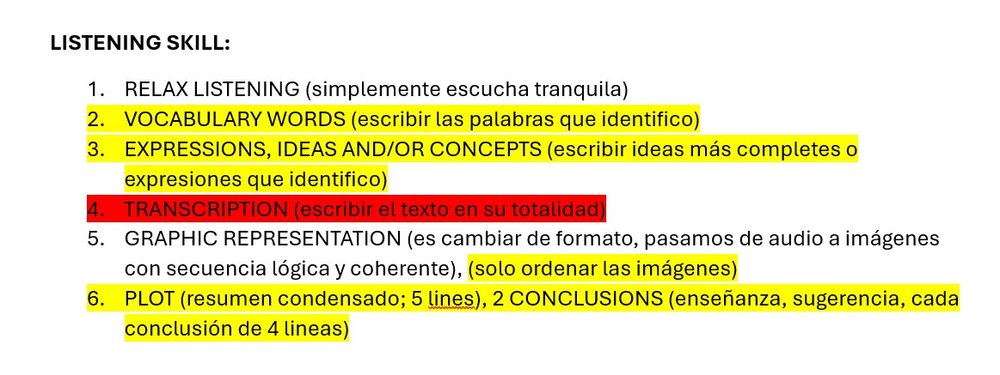 LISTENING SKILL:
1. RELAX LISTENING (simplemente escucha tranquila)
2. VOCABULARY WORDS (escribir las palabras que identifico)
3. EXPRESSIONS, IDEAS AND/OR CONCEPTS (escribir ideas más completes o
expresiones que identifico)
4. TRANSCRIPTION (escribir el texto en su totalidad)
5. GRAPHIC REPRESENTATION (es cambiar de formato, pasamos de audio a imágenes
con secuencia lógica y coherente), (solo ordenar las imágenes)
6. PLOT (resumen condensado; 5 lines), 2 CONCLUSIONS (enseñanza, sugerencia, cada
conclusión de 4 lineas)